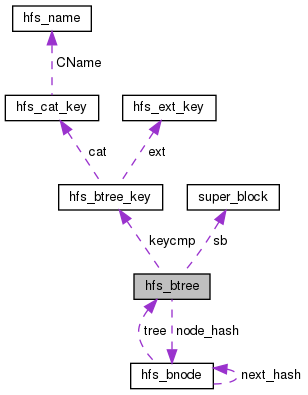 hfs_name
CName
hfs_cat_key
hfs_ext_key
cat
ext
hfs_btree_key
super_block
keycmp
sb
hfs_btree
tree
node_hash
hfs_bnode
next_hash